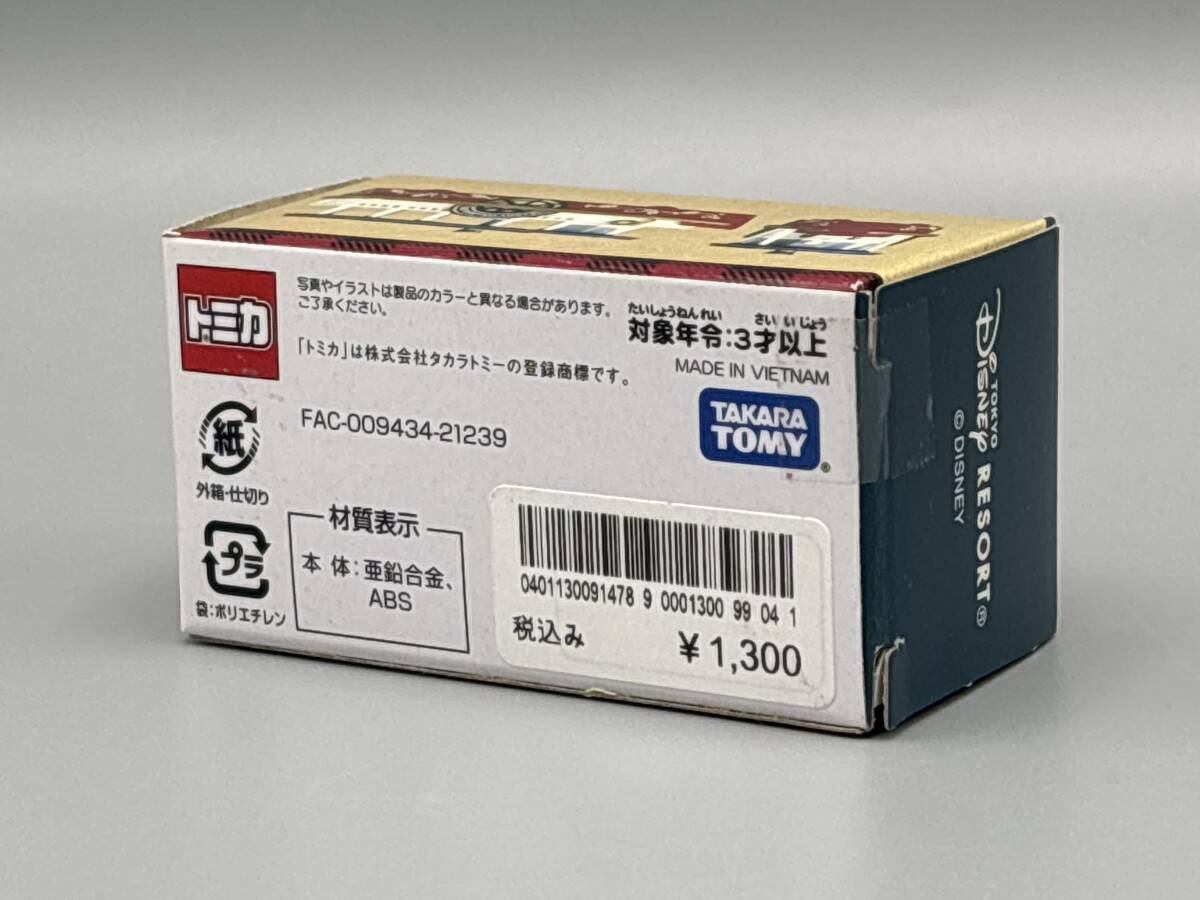 トミカ
写真やイラストは製品のカラーと異なる場合があります。
ご了承ください。
「トミカ」は株式会社タカラトミーの登録商標です。
FAC-009434-21239
たいしょうねんれい さい いじょう
対象年令:3才以上
MADE IN VIETNAM
TAKARA
TOMY
紙
外箱・仕切り
プラ
袋:ポリエチレン
材質表示
本 体:亜鉛合金、
ABS
0401130091478 9 0001300 99 04 1
税込み
¥1,300
TOKYO
Disney RESORT®
© DISNEY